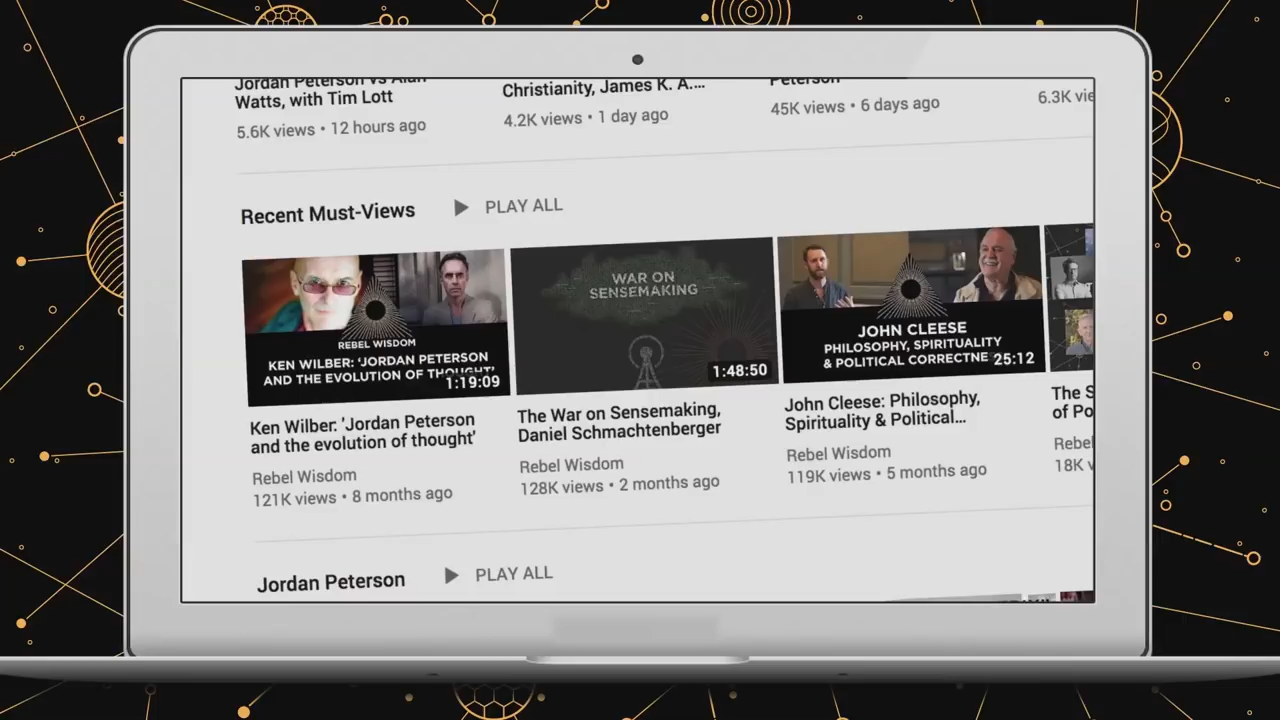 Jordan Peterson vs Alan
Watts, with Tim Lott
5.6K views • 12 hours ago
Christianity, James K. A....
4.2K views • 1 day ago
Peterson
45K views • 6 days ago
6.3K vie
Recent Must-Views
PLAY ALL
REBEL WISDOM
KEN WILBER: 'JORDAN PETERSON
AND THE EVOLUTION OF THOUGHT'
1:19:09
Ken Wilber: 'Jordan Peterson
and the evolution of thought'
Rebel Wisdom
121K views • 8 months ago
WAR ON
SENSEMAKING
1:48:50
The War on Sensemaking,
Daniel Schmachtenberger
Rebel Wisdom
128K views • 2 months ago
JOHN CLEESE
PHILOSOPHY, SPIRITUALITY
& POLITICAL CORRECTNE
25:12
John Cleese: Philosophy,
Spirituality & Political...
Rebel Wisdom
119K views • 5 months ago
The S
of Po
Rebel
18K v
Jordan Peterson
PLAY ALL